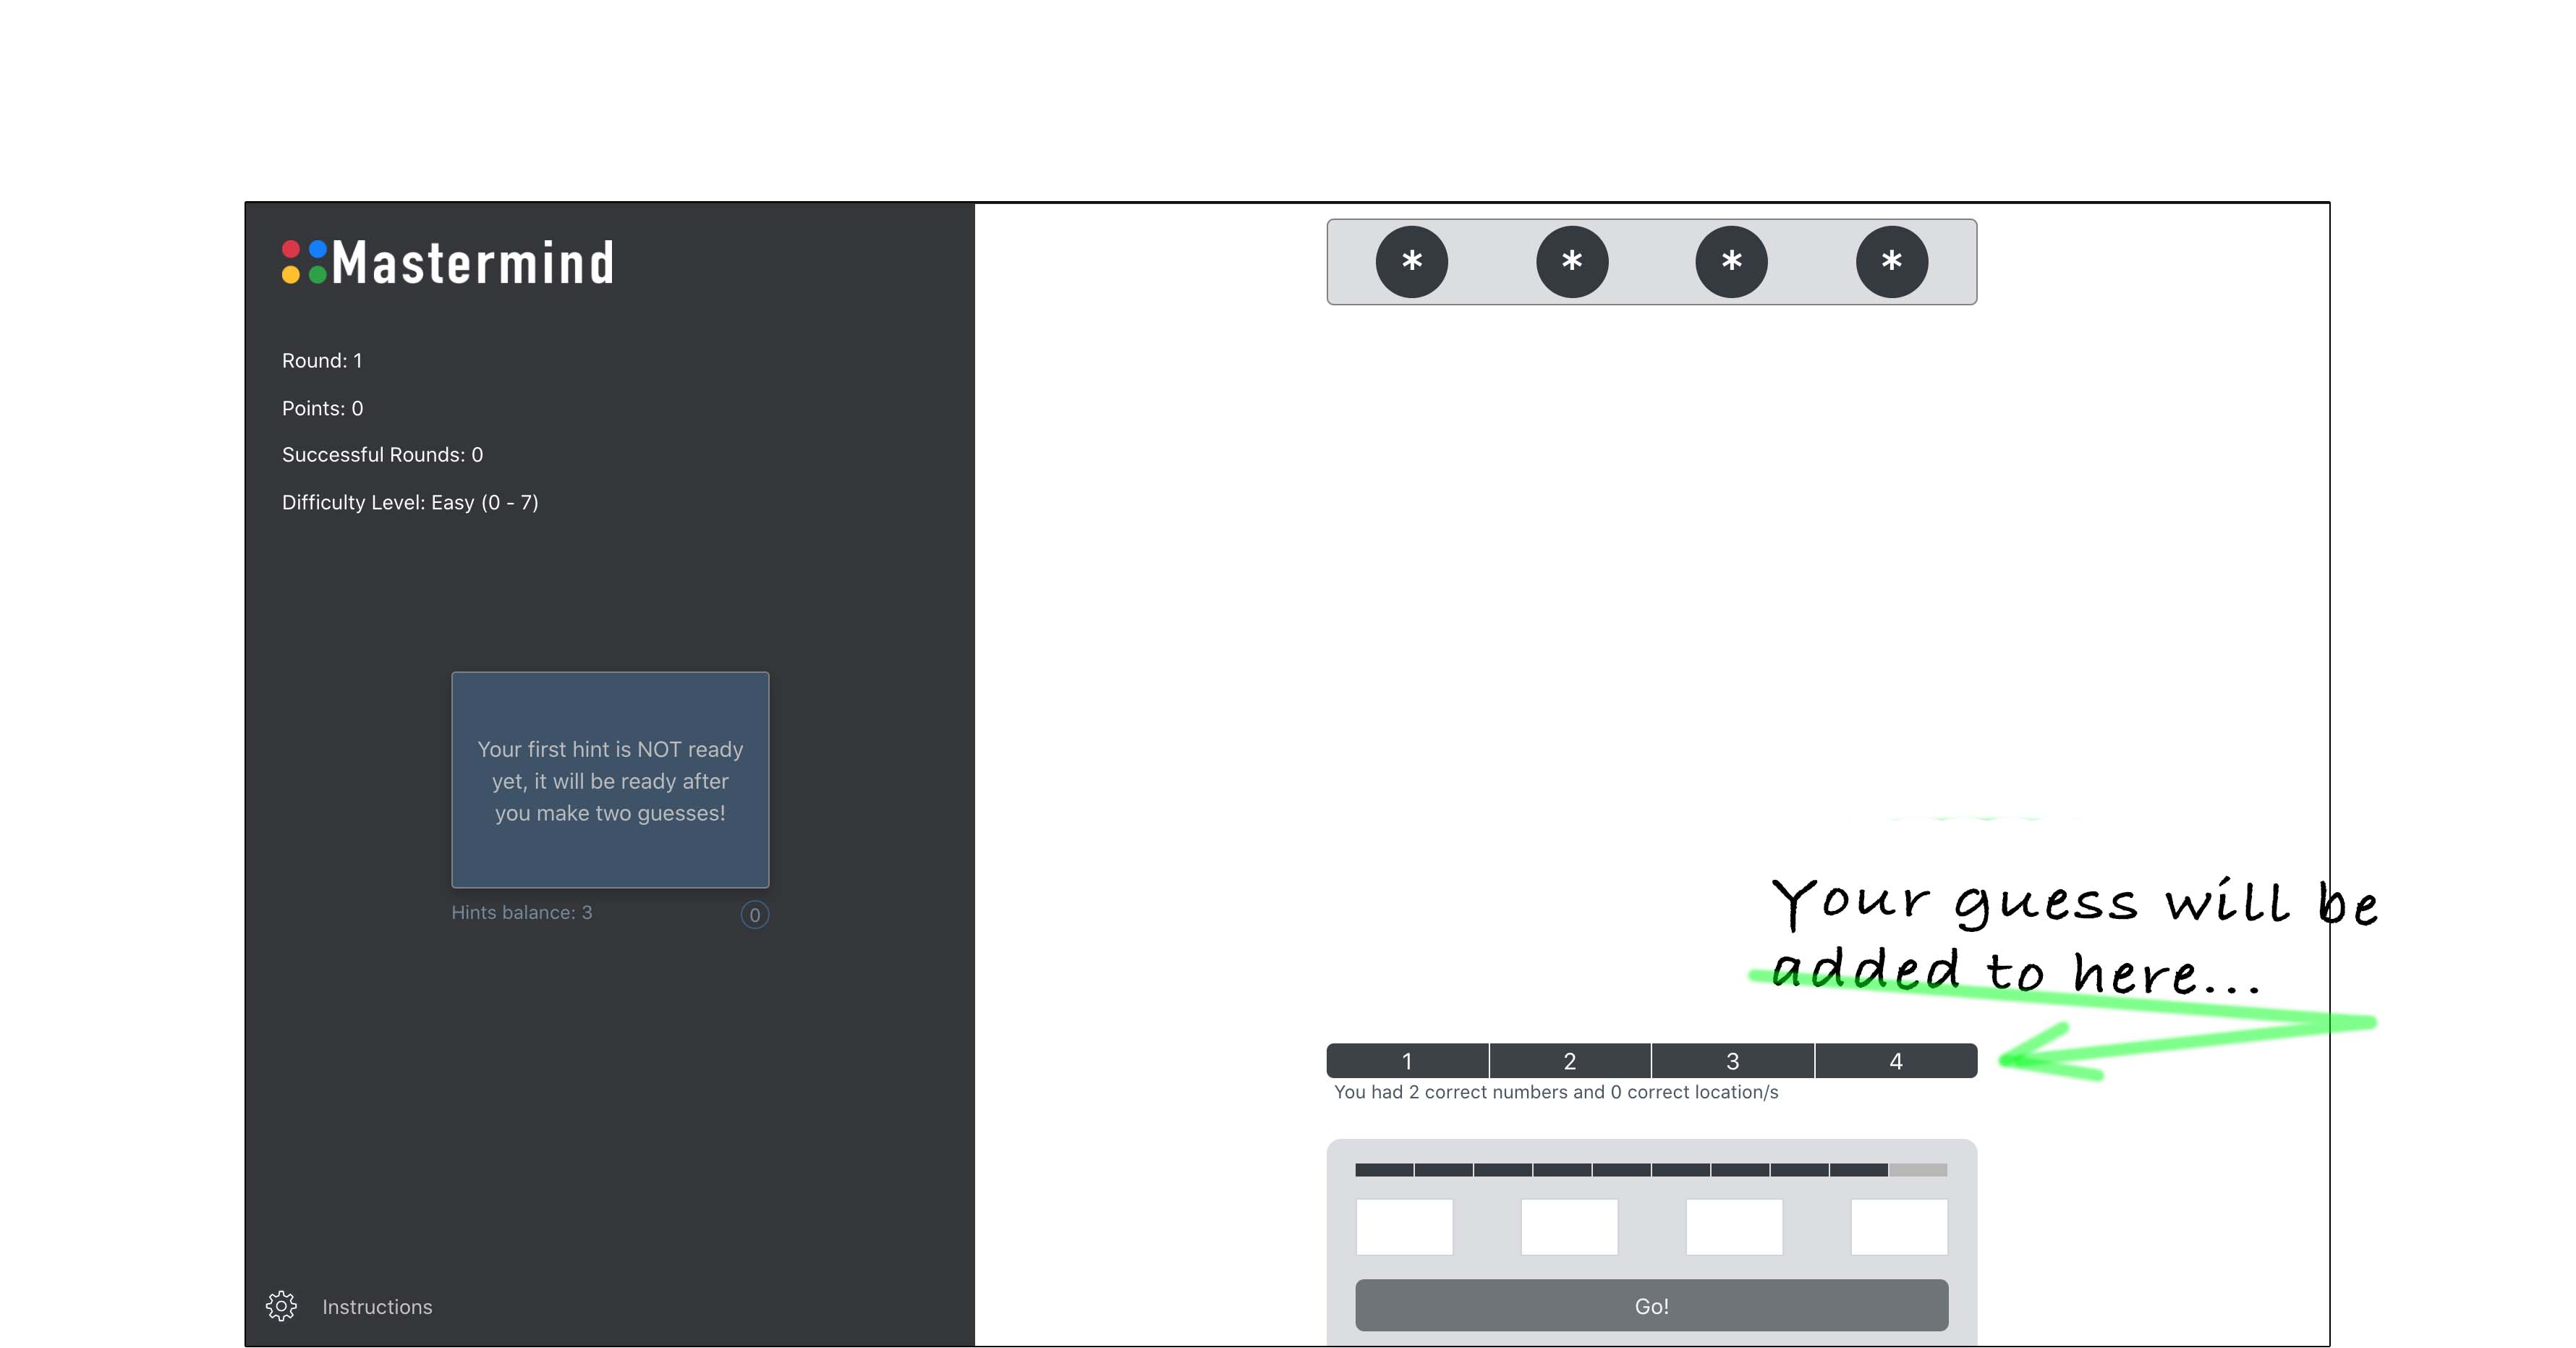 Mastermind
* * * *
Round: 1
Points: 0
Successful Rounds: 0
Difficulty Level: Easy (0 - 7)
Your first hint is NOT ready
yet, it will be ready after
you make two guesses!
Hints balance: 3 0
Your guess will be
added to here...
1 2 3 4
You had 2 correct numbers and 0 correct location/s
Go!
Instructions